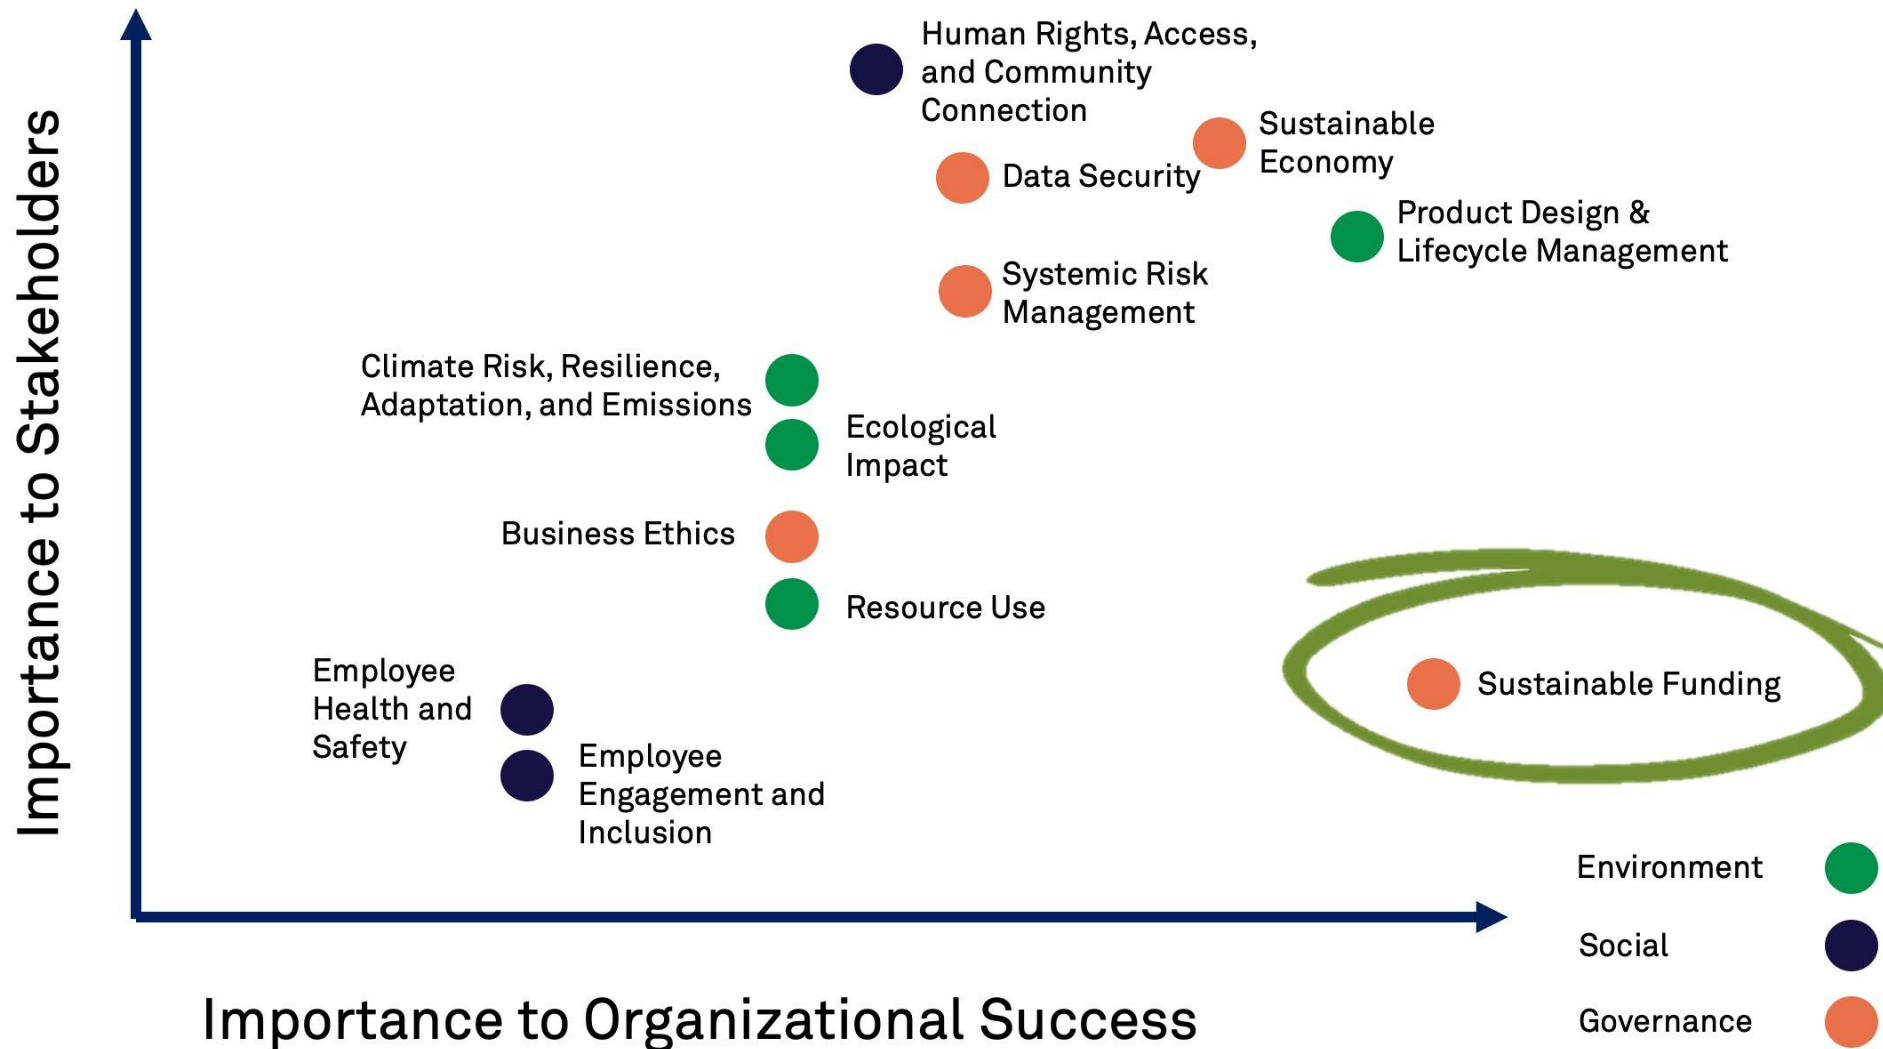 Importance to Stakeholders
Human Rights, Access,
and Community
Connection
Sustainable
Economy
Data Security
Product Design &
Lifecycle Management
Systemic Risk
Management
Climate Risk, Resilience,
Adaptation, and Emissions
Ecological
Impact
Business Ethics
Resource Use
Employee
Health and
Safety
Sustainable Funding
Employee
Engagement and
Inclusion
Environment
Social
Governance
Importance to Organizational Success